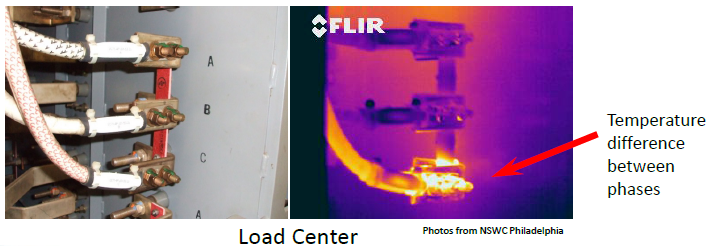 A
B
C
A
FLIR
Temperature
difference
between
phases
Load Center
Photos from NSWC Philadelphia